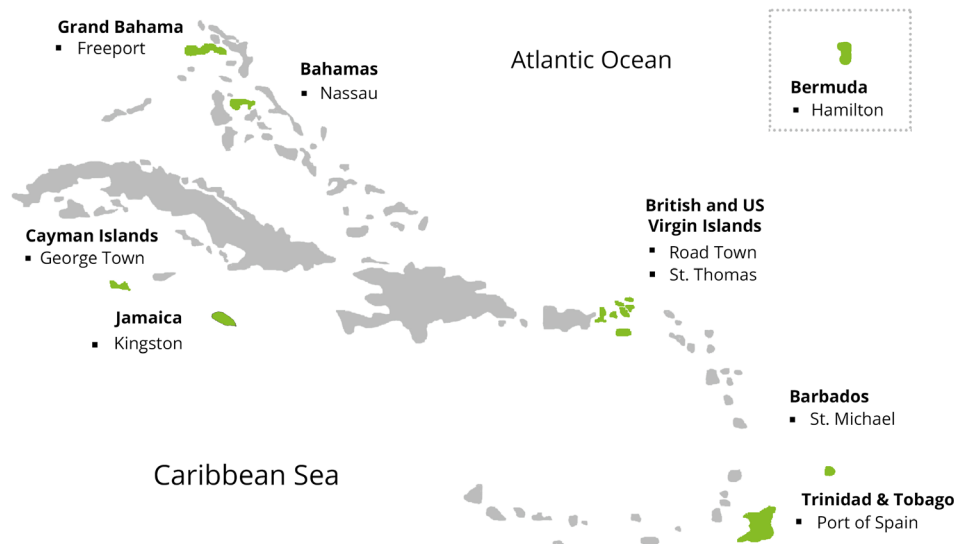 Grand Bahama
▪ Freeport
Bahamas
▪ Nassau
Atlantic Ocean
Bermuda
▪ Hamilton
British and US
Virgin Islands
▪ Road Town
▪ St. Thomas
Cayman Islands
▪ George Town
Jamaica
▪ Kingston
Barbados
▪ St. Michael
Caribbean Sea
Trinidad & Tobago
▪ Port of Spain